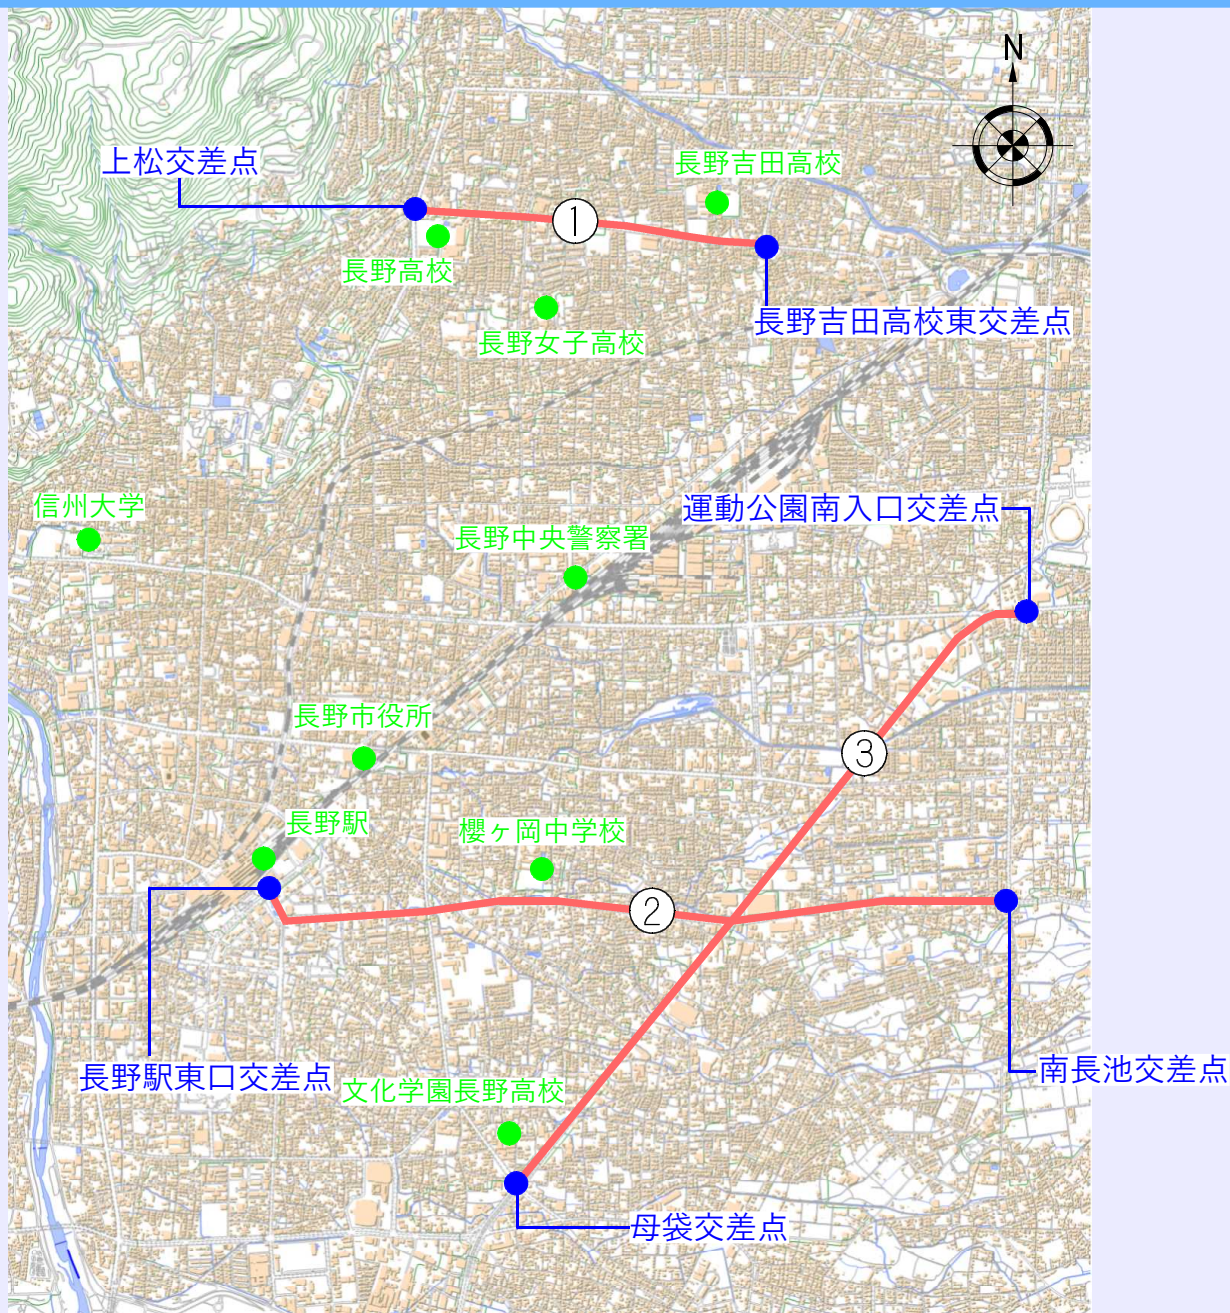 N
上松交差点
長野吉田高校
①
長野高校
長野吉田高校東交差点
長野女子高校
信州大学
運動公園南入口交差点
長野中央警察署
長野市役所
③
長野駅
櫻ヶ岡中学校
②
長野駅東口交差点
文化学園長野高校
南長池交差点
母袋交差点